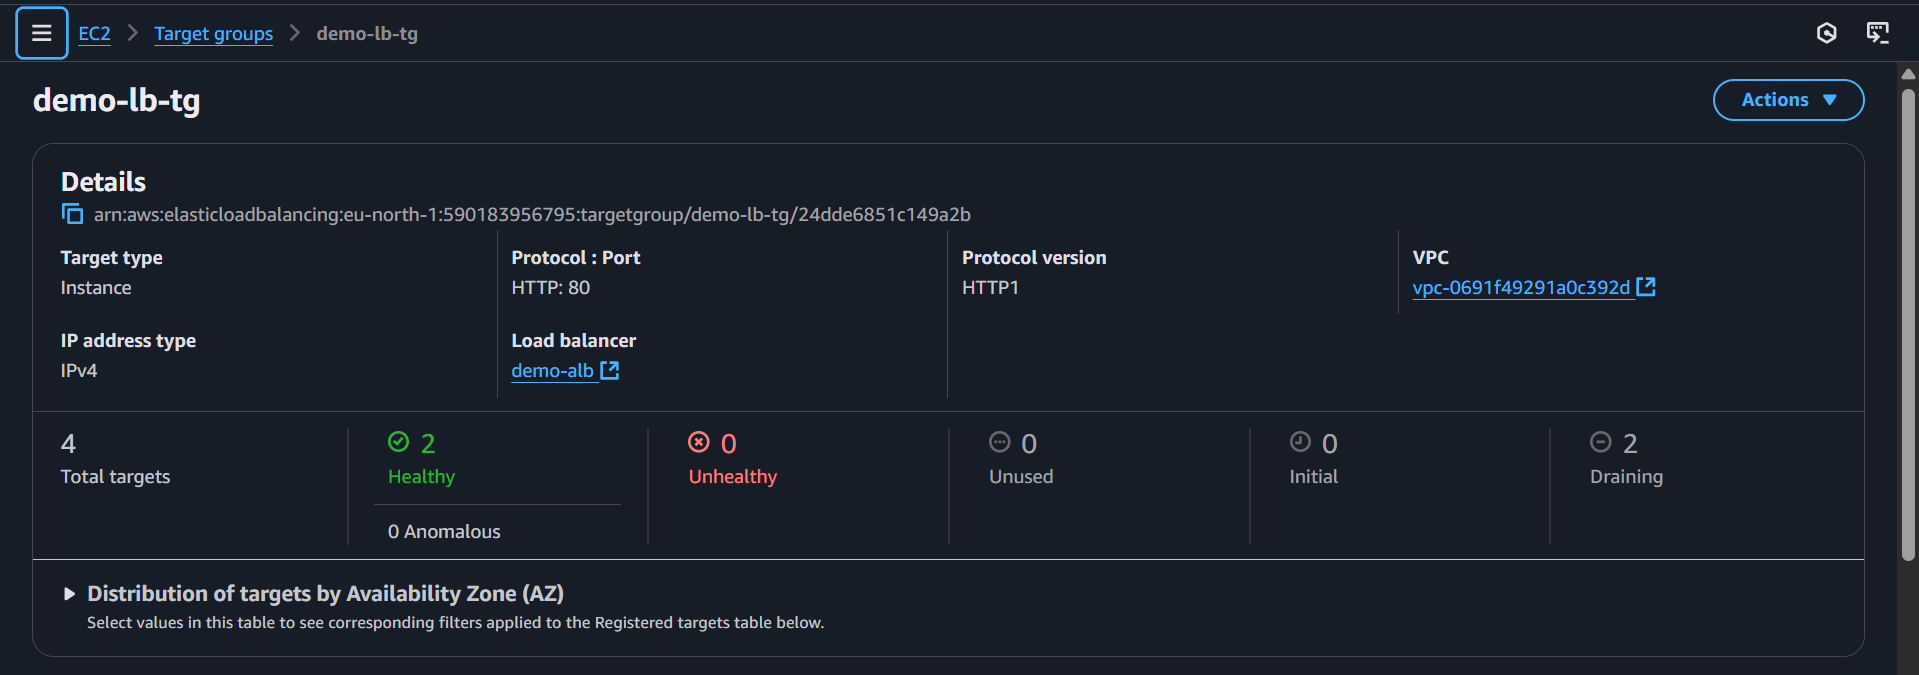 EC2 Target groups demo-lb-tg
demo-lb-tg
Actions
Details
arn:aws:elasticloadbalancing:eu-north-1:590183956795:targetgroup/demo-lb-tg/24dde6851c149a2b
Target type
Instance
Protocol : Port
HTTP: 80
Protocol version
HTTP1
VPC
vpc-0691f49291a0c392d
IP address type
IPv4
Load balancer
demo-alb
4
Total targets
2
Healthy
0 Anomalous
0
Unhealthy
0
Unused
0
Initial
2
Draining
Distribution of targets by Availability Zone (AZ)
Select values in this table to see corresponding filters applied to the Registered targets table below.